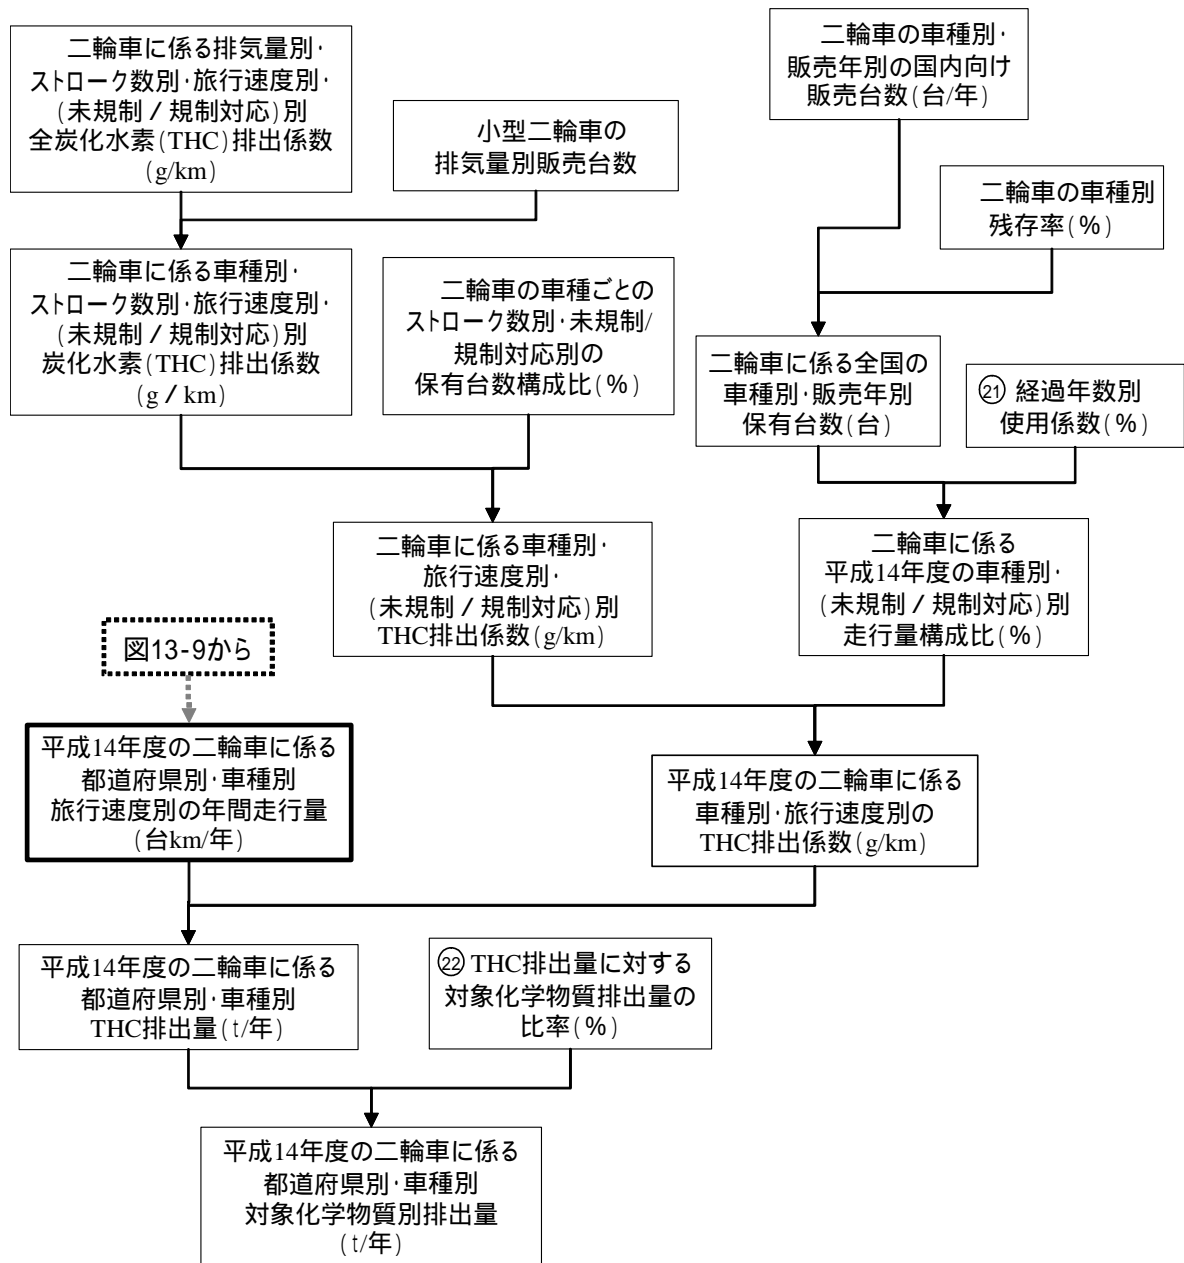 二輪車に係る排気量別・
ストローク数別・旅行速度別・
(未規制/規制対応)別
全炭化水素(THC)排出係数
(g/km)
小型二輪車の
排気量別販売台数
二輪車の車種別・
販売年別の国内向け
販売台数(台/年)
二輪車の車種別
残存率(%)
二輪車に係る車種別・
ストローク数別・旅行速度別・
(未規制/規制対応)別
炭化水素(THC)排出係数
(g/km)
二輪車の車種ごとの
ストローク数別・未規制/
規制対応別の
保有台数構成比(%)
二輪車に係る全国の
車種別・販売年別
保有台数(台)
㉑ 経過年数別
使用係数(%)
二輪車に係る車種別・
旅行速度別・
(未規制/規制対応)別
THC排出係数(g/km)
二輪車に係る
平成14年度の車種別・
(未規制/規制対応)別
走行量構成比(%)
図13-9から
平成14年度の二輪車に係る
都道府県別・車種別
旅行速度別の年間走行量
(台km/年)
平成14年度の二輪車に係る
車種別・旅行速度別の
THC排出係数(g/km)
平成14年度の二輪車に係る
都道府県別・車種別
THC排出量(t/年)
㉒ THC排出量に対する
対象化学物質排出量の
比率(%)
平成14年度の二輪車に係る
都道府県別・車種別
対象化学物質別排出量
(t/年)